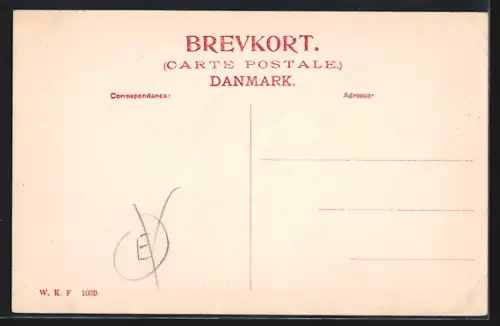 BREVKORT.
(CARTE POSTALE.)
DANMARK.
Correspondance:
Adresse:
E
W. K. F 1039